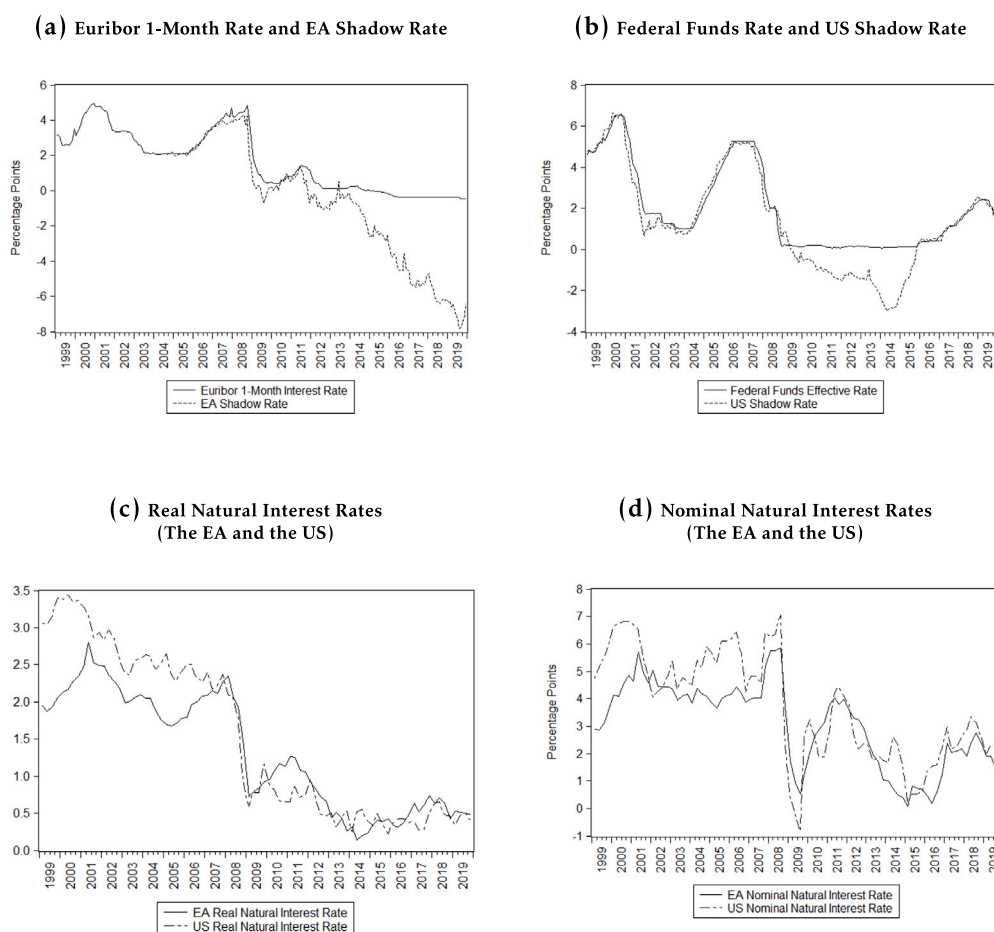 (a) Euribor 1-Month Rate and EA Shadow Rate
Percentage Points
6
4
2
0
-2
-4
-6
-8
1999 2000 2001 2002 2003 2004 2005 2006 2007 2008 2009 2010 2011 2012 2013 2014 2015 2016 2017 2018 2019
Euribor 1-Month Interest Rate
EA Shadow Rate
(b) Federal Funds Rate and US Shadow Rate
Percentage Points
8
6
4
2
0
-2
-4
1999 2000 2001 2002 2003 2004 2005 2006 2007 2008 2009 2010 2011 2012 2013 2014 2015 2016 2017 2018 2019
Federal Funds Effective Rate
US Shadow Rate
(c) Real Natural Interest Rates
(The EA and the US)
3.5
3.0
2.5
2.0
1.5
1.0
0.5
0.0
1999 2000 2001 2002 2003 2004 2005 2006 2007 2008 2009 2010 2011 2012 2013 2014 2015 2016 2017 2018 2019
EA Real Natural Interest Rate
US Real Natural Interest Rate
(d) Nominal Natural Interest Rates
(The EA and the US)
Percentage Points
8
7
6
5
4
3
2
1
0
-1
1999 2000 2001 2002 2003 2004 2005 2006 2007 2008 2009 2010 2011 2012 2013 2014 2015 2016 2017 2018 2019
EA Nominal Natural Interest Rate
US Nominal Natural Interest Rate